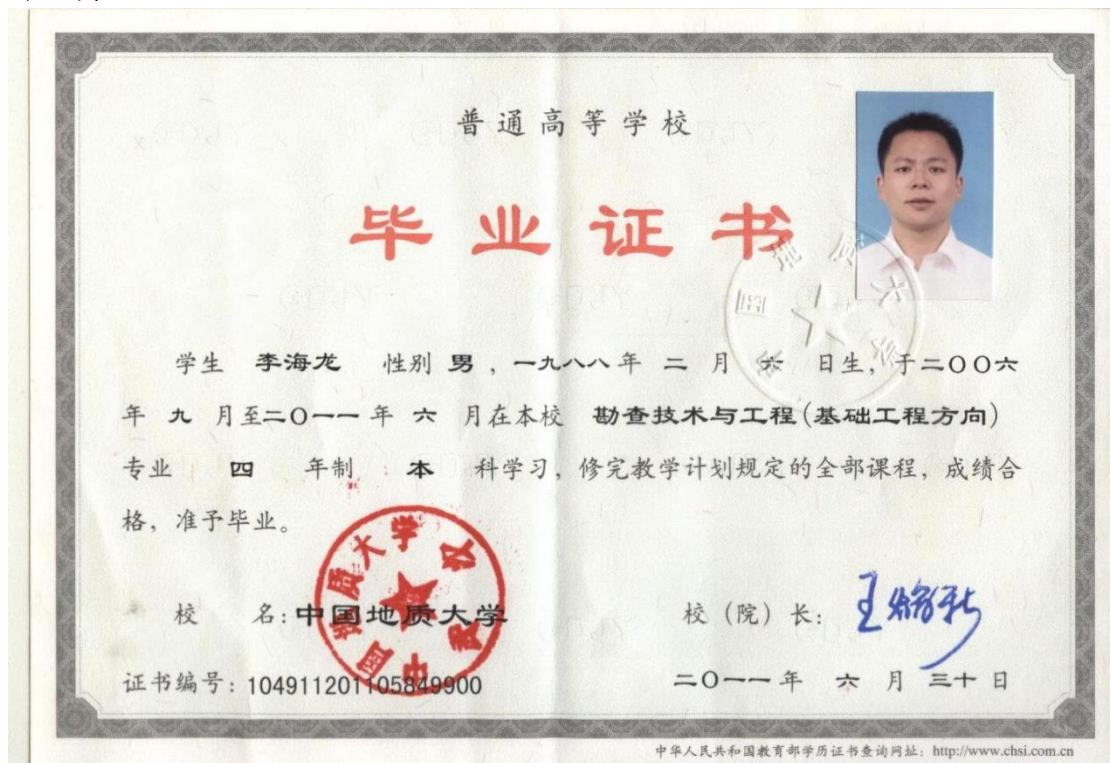 普通高等学校
毕业证书
学生 李海龙 性别 男，一九八八年 二 月 六 日生，于二〇〇六
年 九 月至二〇一一 年 六 月在本校 勘查技术与工程(基础工程方向)
专业 四 年制 本 科学习，修完教学计划规定的全部课程，成绩合
格，准予毕业。
校 名:中国地质大学
校（院）长:
证书编号: 104911201105849900
二〇一一 年 六 月 三十 日
中华人民共和国教育部学历证书查询网址: http://www.chsi.com.cn